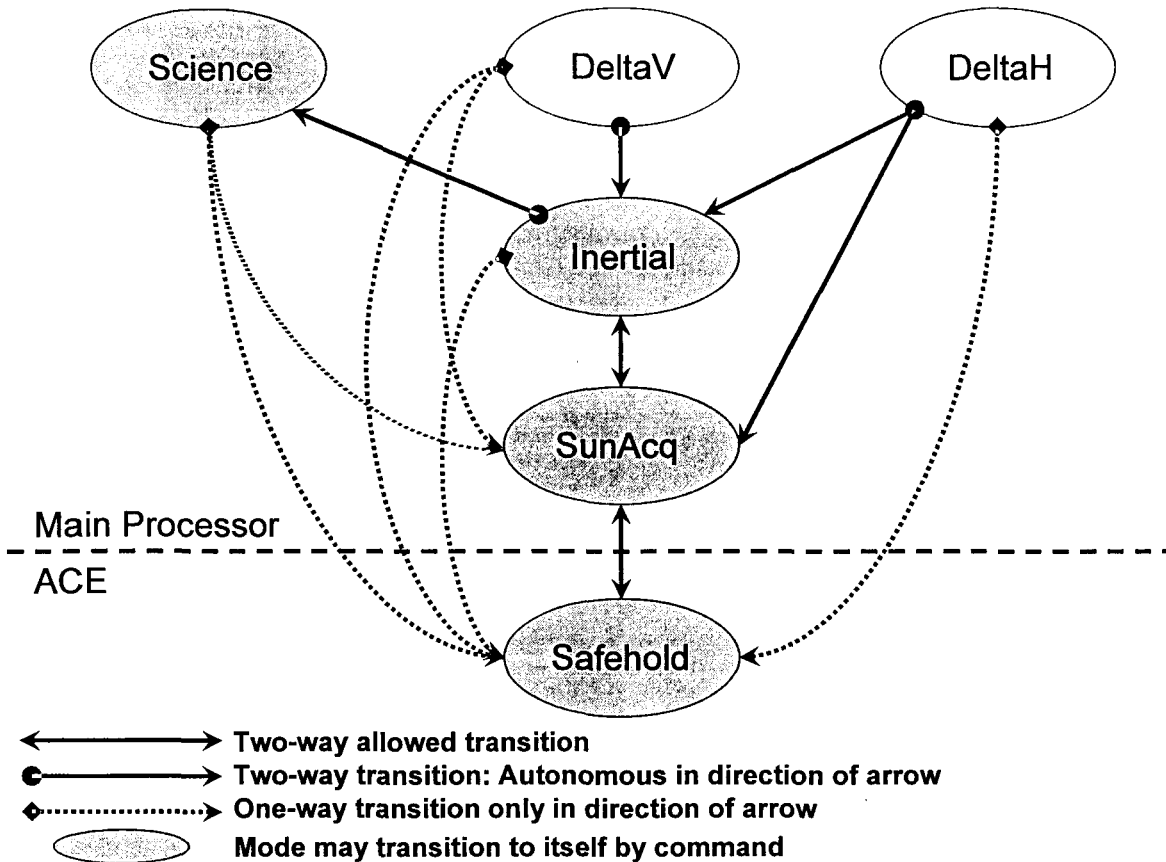 Science
DeltaV
DeltaH
Inertial
SunAcq
Main Processor
ACE
Safehold
Two-way allowed transition
Two-way transition: Autonomous in direction of arrow
One-way transition only in direction of arrow
Mode may transition to itself by command